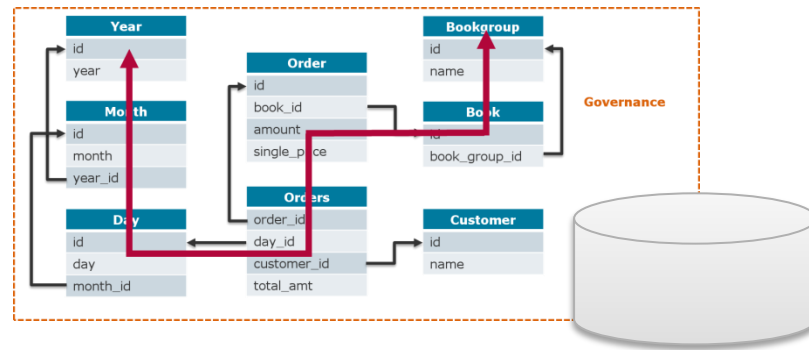 Year
id
year
Month
id
month
year_id
Day
id
day
month_id
Order
id
book_id
amount
single_price
Orders
order_id
day_id
customer_id
total_amt
Bookgroup
id
name
Book
id
book_group_id
Customer
id
name
Governance